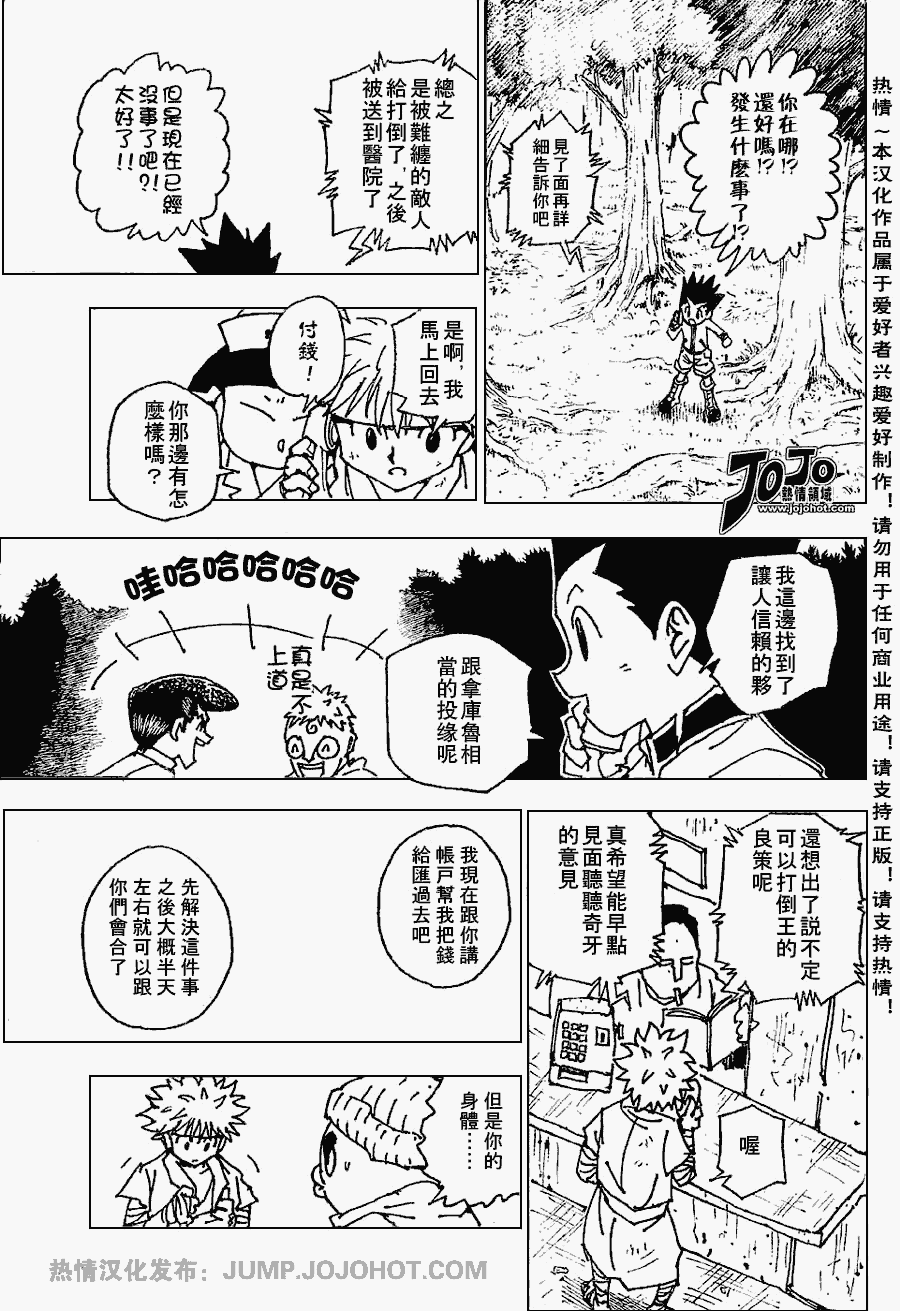 你在哪!?
還好嗎!?
發生什麼事了!?
見了面再詳
細告訴你吧
總之
是被難纏的敵人
給打倒了,之後
被送到醫院了
但是現在已經
沒事了吧?!
太好了!!
是啊,我
馬上回去
付錢!
你那邊有怎
麼樣嗎?
JOJO
熱情領域
www.jojohot.com
我這邊找到了
讓人信賴的夥
跟拿庫魯相
當的投缘呢
哇哈哈哈哈哈
真是不
上道
還想出了説不定
可以打倒王的
良策呢
真希望能早點
見面聽聽奇牙
的意見
喔
我現在跟你講
帳戸幫我把錢
給匯過去吧
先解決這件事
之後大概半天
左右就可以跟
你們會合了
但是你的
身體……
热情~本汉化作品属于爱好者兴趣爱好制作!请勿用于任何商业用途!请支持正版!请支持热情!
热情汉化发布：JUMP.JOJOHOT.COM